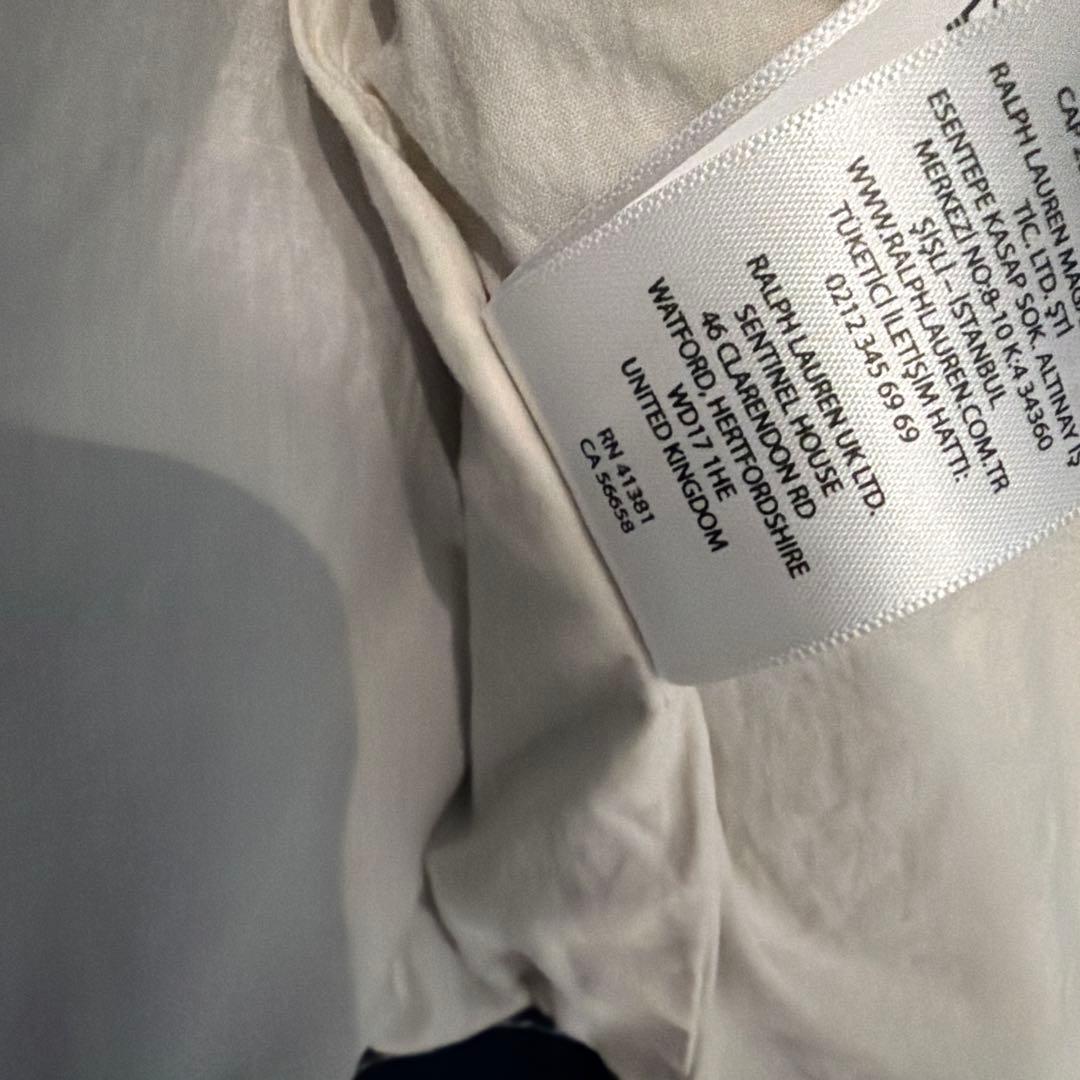 RALPH LAUREN
TİC. LTD. ŞTİ
ESENTEPE KASAP SOK. ALTINAY
MERKEZİ NO:8-10 K:4 34360
ŞİŞLİ - İSTANBUL
WWW.RALPHLAUREN.COM.TR
TÜKETİCİ İLETİŞİM HATTI:
0212 345 69 69
RALPH LAUREN UK LTD.
SENTINEL HOUSE
46 CLARENDON RD
WATFORD, HERTFORDSHIRE
WD17 1HE
UNITED KINGDOM
RN 41381
CA 56658